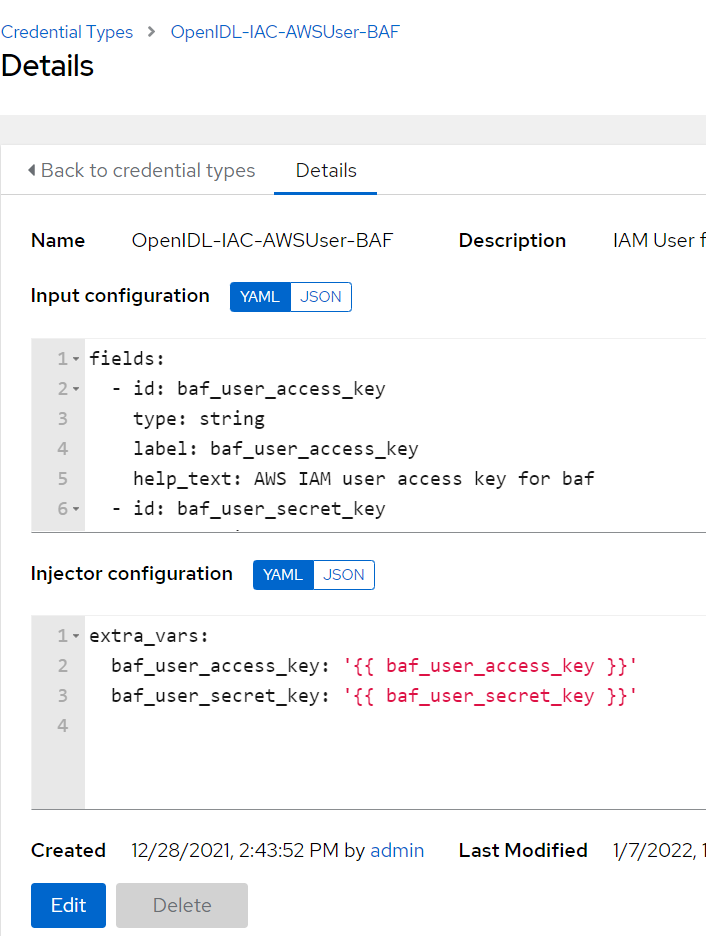 Credential Types > OpenIDL-IAC-AWSUser-BAF
Details
Back to credential types Details
Name OpenIDL-IAC-AWSUser-BAF Description IAM User f
Input configuration YAML JSON
1 fields:
2 - id: baf_user_access_key
3 type: string
4 label: baf_user_access_key
5 help_text: AWS IAM user access key for baf
6 - id: baf_user_secret_key
Injector configuration YAML JSON
1 extra_vars:
2 baf_user_access_key: '{{ baf_user_access_key }}'
3 baf_user_secret_key: '{{ baf_user_secret_key }}'
4
Created 12/28/2021, 2:43:52 PM by admin Last Modified 1/7/2022, 1
Edit Delete